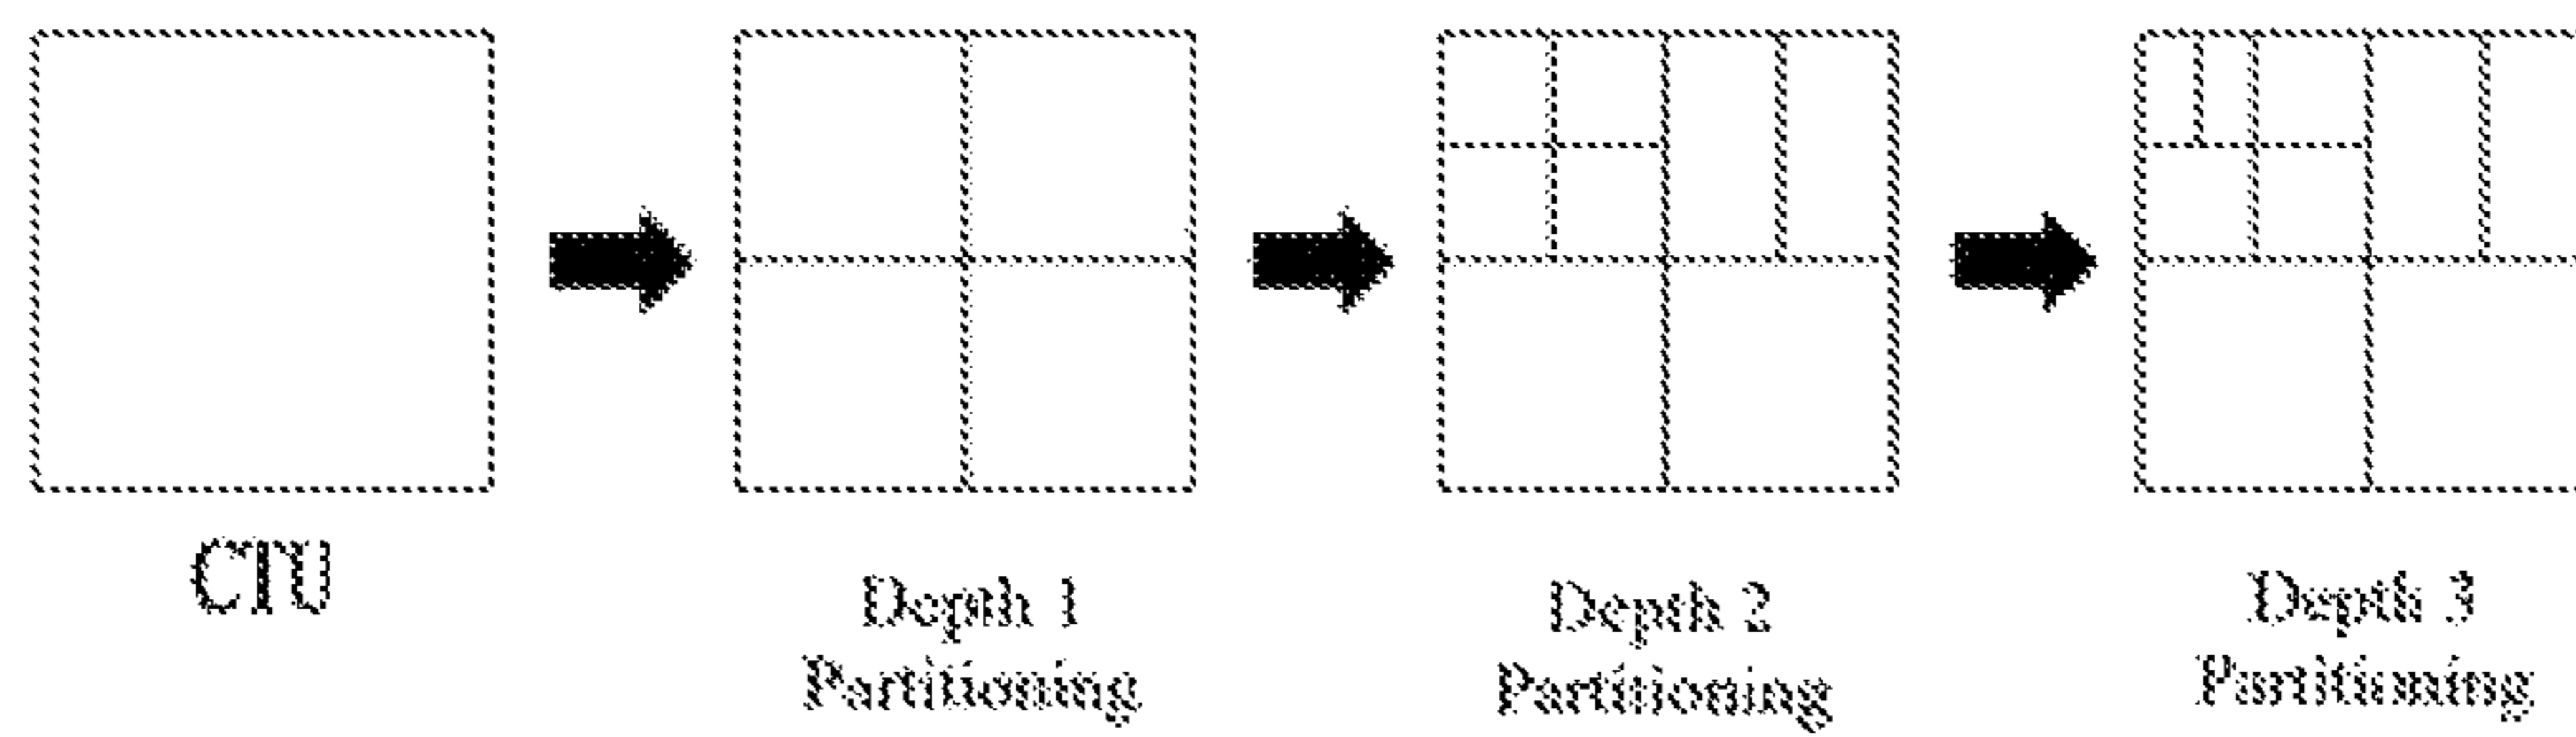 CTU
Depth 1
Partitioning
Depth 2
Partitioning
Depth 3
Partitioning